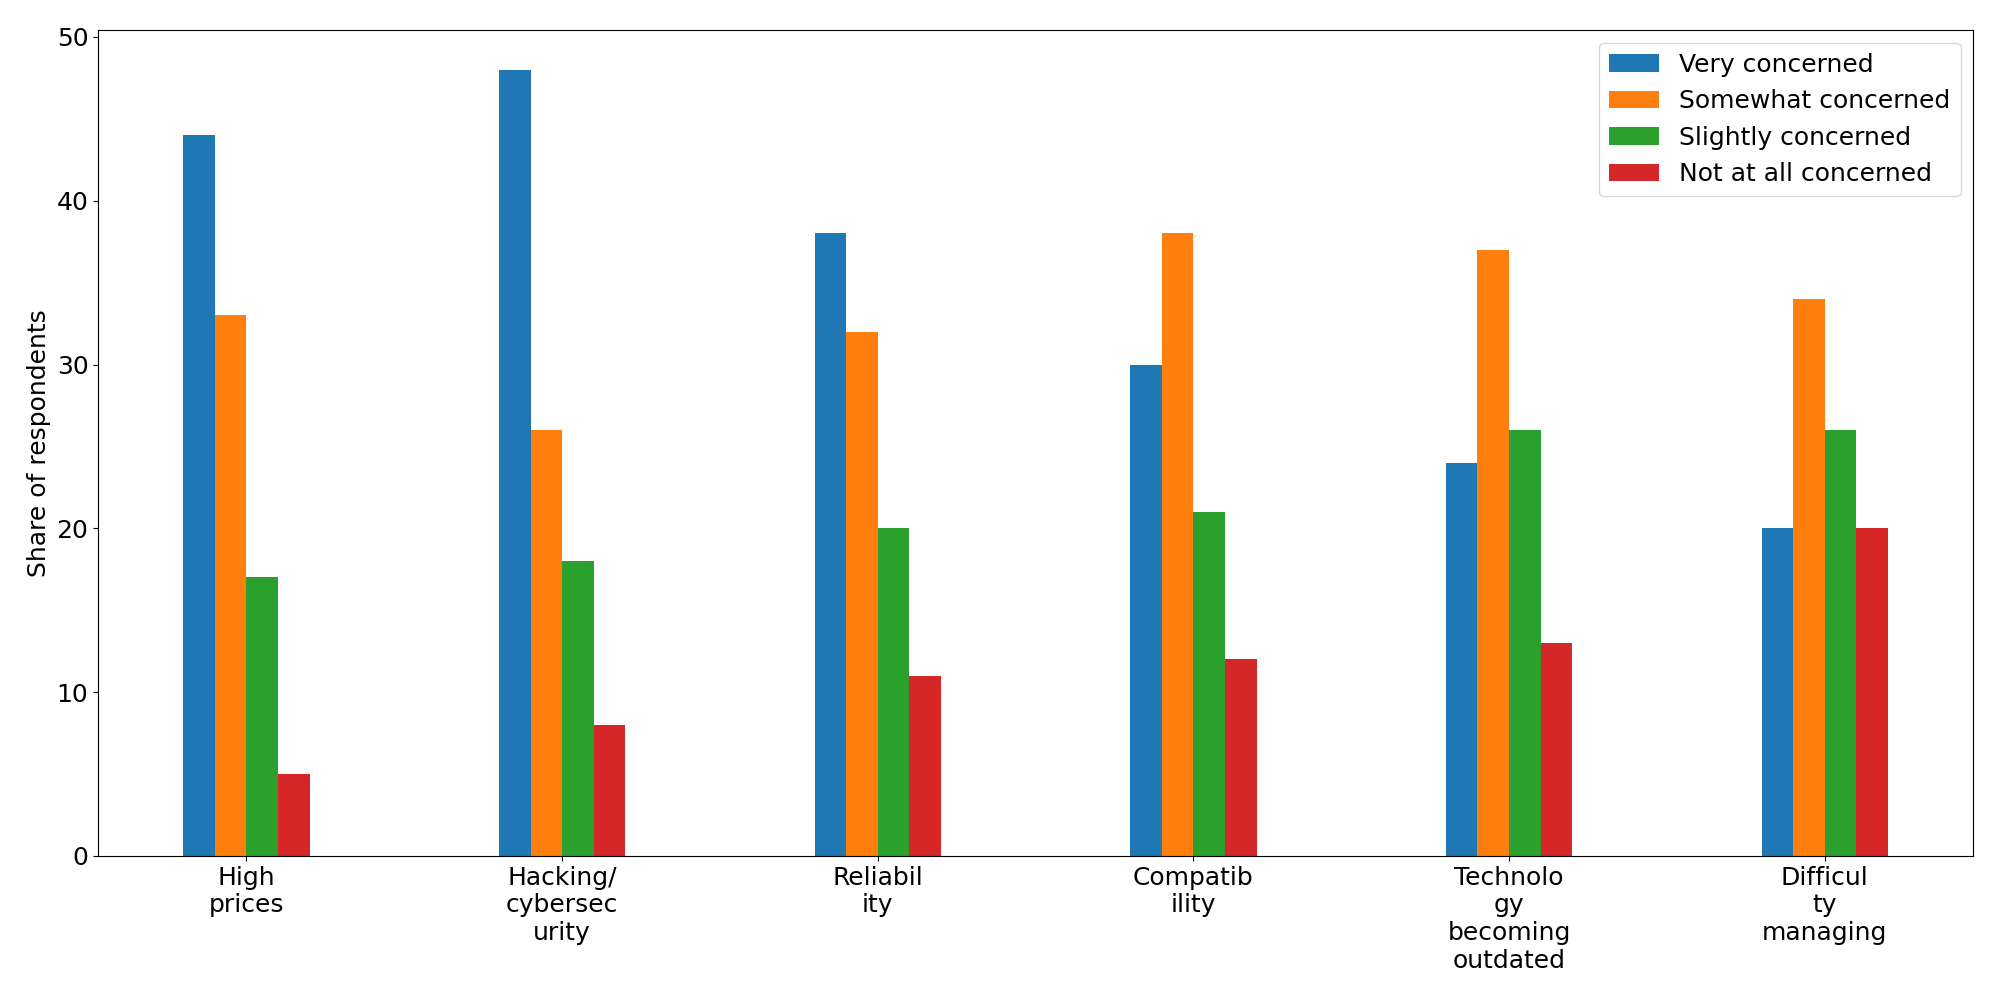 50
40
30
20
10
0
Share of respondents
Very concerned
Somewhat concerned
Slightly concerned
Not at all concerned
High
prices
Hacking/
cybersec
urity
Reliabil
ity
Compatib
ility
Technolo
gy
becoming
outdated
Difficul
ty
managing